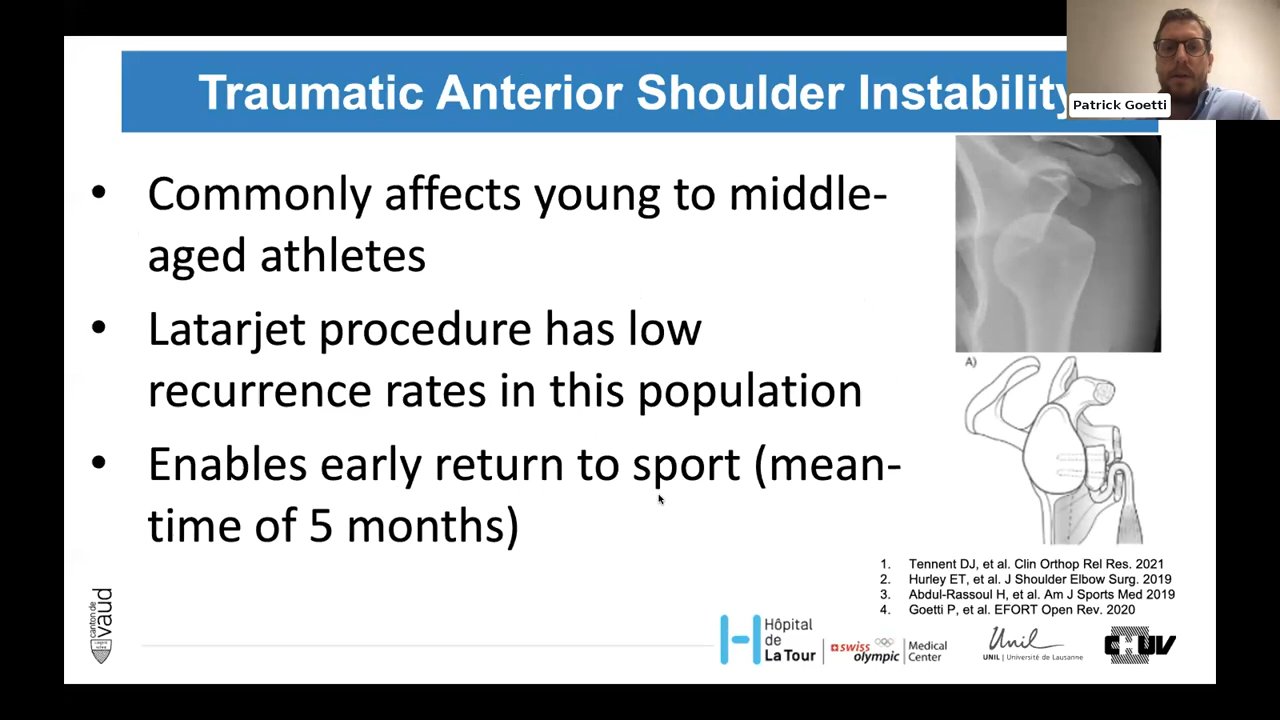 Traumatic Anterior Shoulder Instability
Patrick Goetti
• Commonly affects young to middle-
aged athletes
• Latarjet procedure has low
recurrence rates in this population
• Enables early return to sport (mean-
time of 5 months)
A)
1. Tennent DJ, et al. Clin Orthop Rel Res. 2021
2. Hurley ET, et al. J Shoulder Elbow Surg. 2019
3. Abdul-Rassoul H, et al. Am J Sports Med 2019
4. Goetti P, et al. EFORT Open Rev. 2020
canton de
vaud
Hôpital
de
La Tour
swiss
olympic
Medical
Center
Unil
UNIL | Université de Lausanne
CHUV